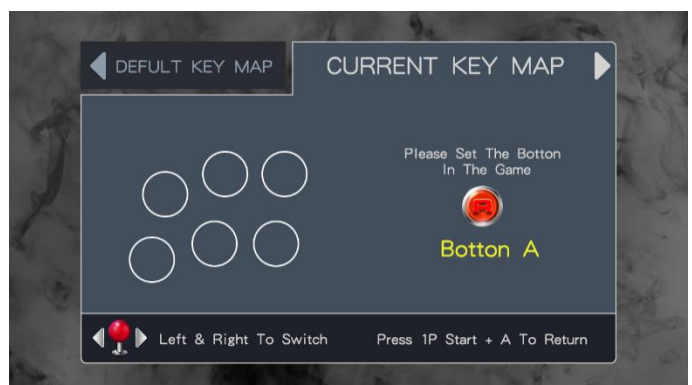 DEFULT KEY MAP
CURRENT KEY MAP
Please Set The Botton
In The Game
Botton A
Left & Right To Switch
Press 1P Start + A To Return